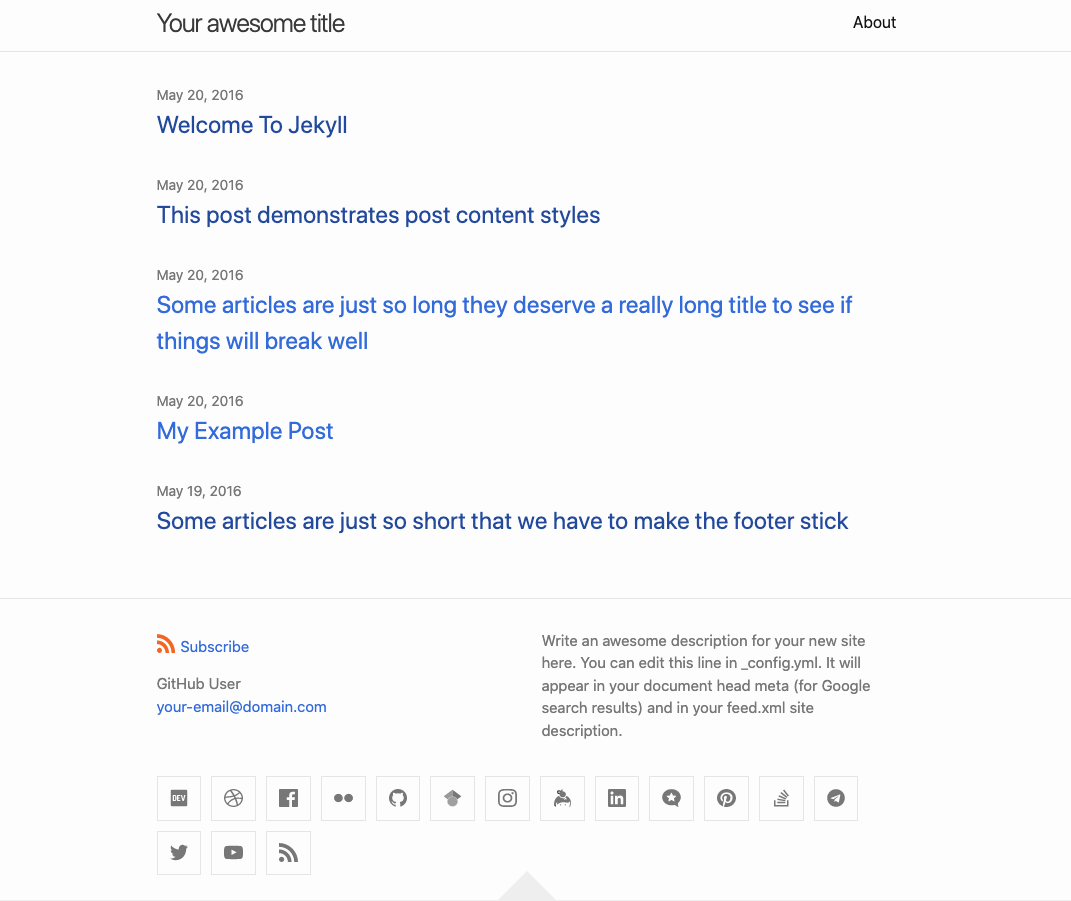 Your awesome title
About
May 20, 2016
Welcome To Jekyll
May 20, 2016
This post demonstrates post content styles
May 20, 2016
Some articles are just so long they deserve a really long title to see if
things will break well
May 20, 2016
My Example Post
May 19, 2016
Some articles are just so short that we have to make the footer stick
Subscribe
GitHub User
your-email@domain.com
Write an awesome description for your new site
here. You can edit this line in _config.yml. It will
appear in your document head meta (for Google
search results) and in your feed.xml site
description.
DEV